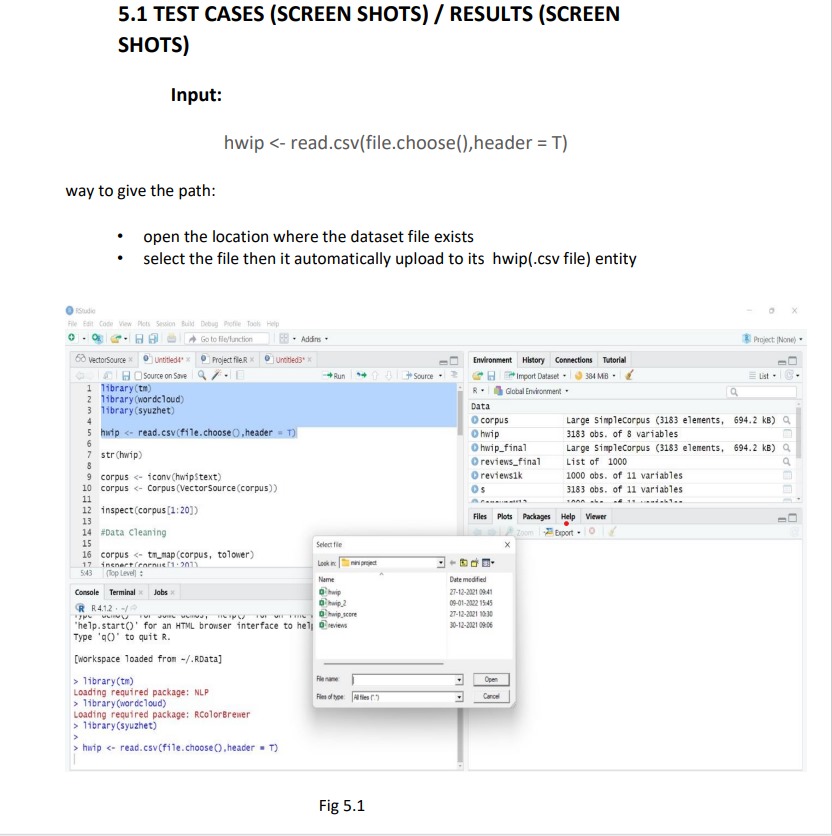 5.1 TEST CASES (SCREEN SHOTS) / RESULTS (SCREEN
SHOTS)
Input:
hwip <- read.csv(file.choose(),header = T)
way to give the path:
• open the location where the dataset file exists
• select the file then it automatically upload to its hwip(.csv file) entity
RStudio
File Edit Code View Plots Session Build Debug Profile Tools Help
Go to file/function Addins
Project: (None)
VectorSource Untitled4* Project file.R Untitled3*
Source on Save Run Source
1 library(tm)
2 library(wordcloud)
3 library(syuzhet)
4
5 hwip <- read.csv(file.choose(),header = T)
6
7 str(hwip)
8
9 corpus <- iconv(hwip$text)
10 corpus <- Corpus(VectorSource(corpus))
11
12 inspect(corpus[1:20])
13
14 #Data Cleaning
15
16 corpus <- tm_map(corpus, tolower)
17 inspect(corpus[1:20])
5:43 (Top Level)
Console Terminal Jobs
R 4.1.2 · ~/
'help.start()' for an HTML browser interface to help
Type 'q()' to quit R.
[Workspace loaded from ~/.RData]
> library(tm)
Loading required package: NLP
> library(wordcloud)
Loading required package: RColorBrewer
> library(syuzhet)
>
> hwip <- read.csv(file.choose(),header = T)
Environment History Connections Tutorial
Import Dataset 384 MiB List
R Global Environment
Data
corpus Large SimpleCorpus (3183 elements, 694.2 kB)
hwip 3183 obs. of 8 variables
hwip_final Large SimpleCorpus (3183 elements, 694.2 kB)
reviews_final List of 1000
reviews1k 1000 obs. of 11 variables
s 3183 obs. of 11 variables
Files Plots Packages Help Viewer
Zoom Export
Select file
Look in: mini project
Name Date modified
hwip 27-12-2021 09:41
hwip_2 09-01-2022 15:45
hwip_score 27-12-2021 10:30
reviews 30-12-2021 09:06
File name: Open
Files of type: All files (*.*) Cancel
Fig 5.1